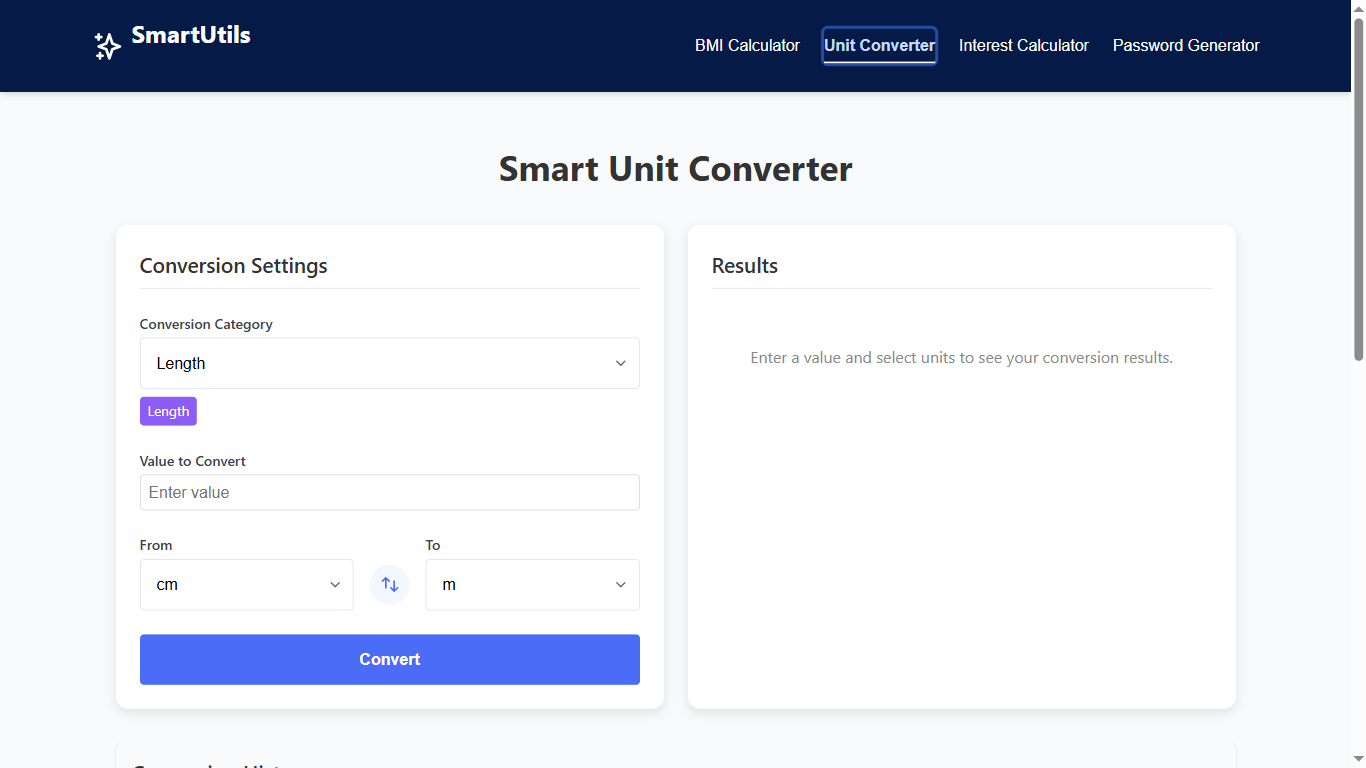 SmartUtils
BMI Calculator
Unit Converter
Interest Calculator
Password Generator
Smart Unit Converter
Conversion Settings
Conversion Category
Length
Length
Value to Convert
Enter value
From
To
cm
m
Convert
Results
Enter a value and select units to see your conversion results.